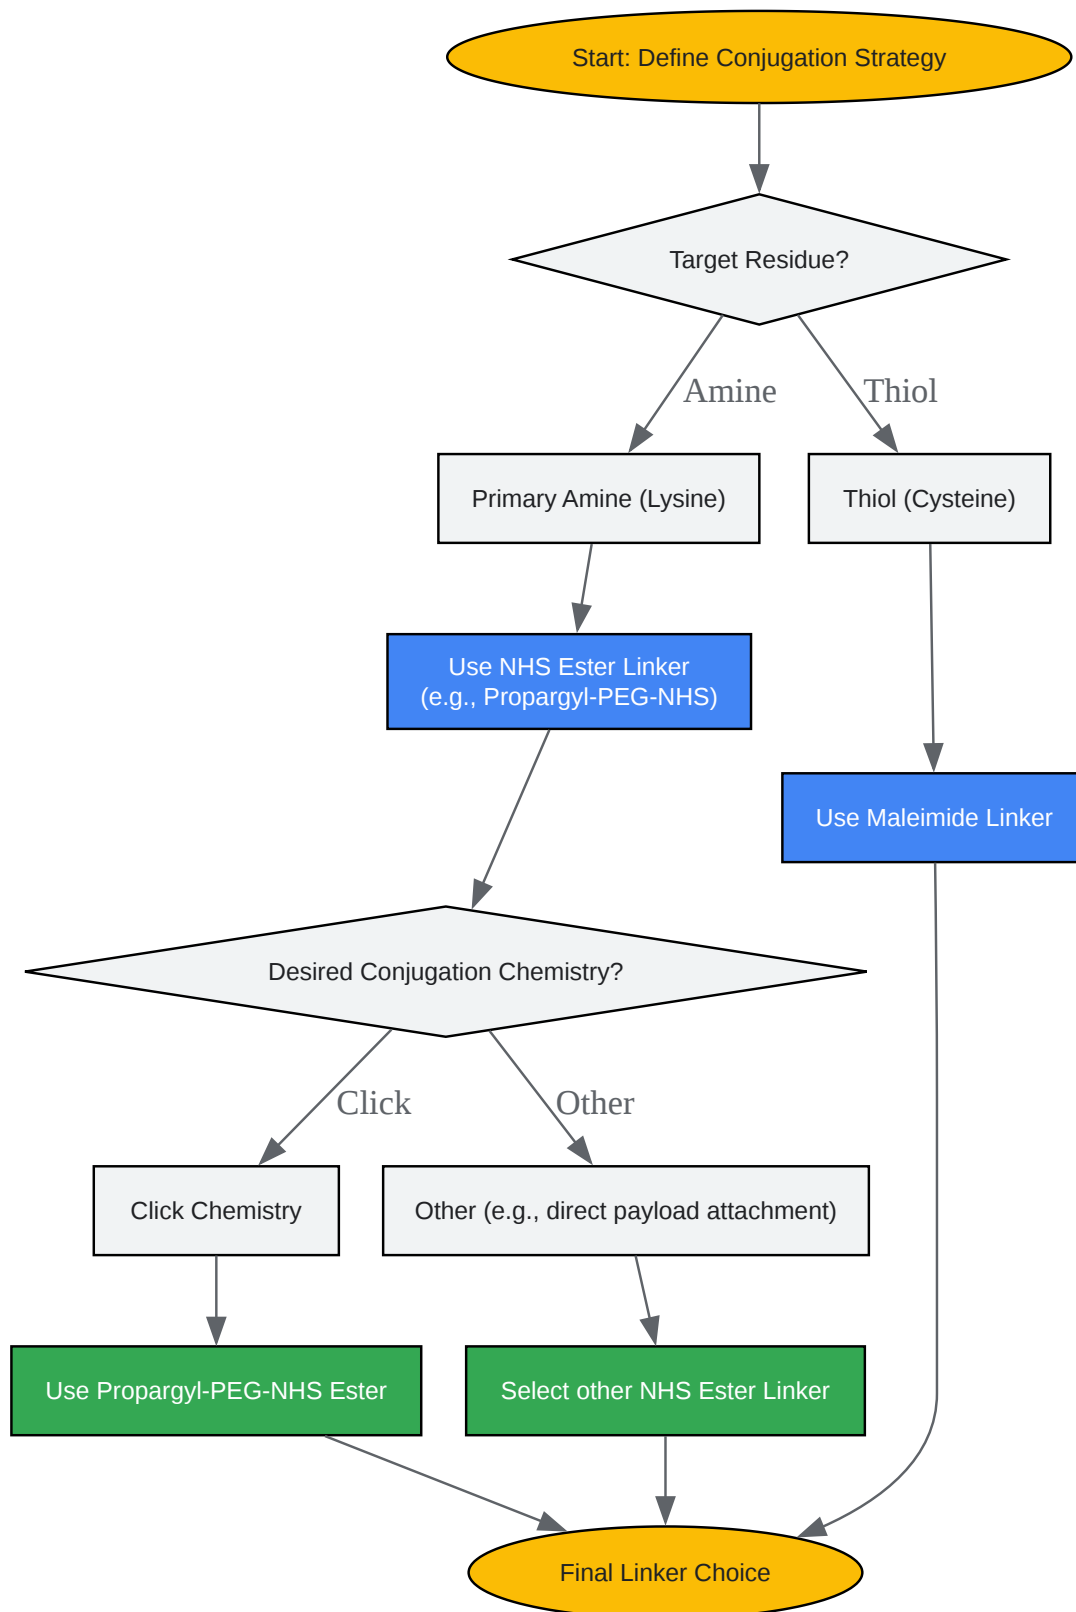 Start: Define Conjugation Strategy
Target Residue?
Amine
Thiol
Primary Amine (Lysine)
Thiol (Cysteine)
Use NHS Ester Linker
(e.g., Propargyl-PEG-NHS)
Use Maleimide Linker
Desired Conjugation Chemistry?
Click
Other
Click Chemistry
Other (e.g., direct payload attachment)
Use Propargyl-PEG-NHS Ester
Select other NHS Ester Linker
Final Linker Choice